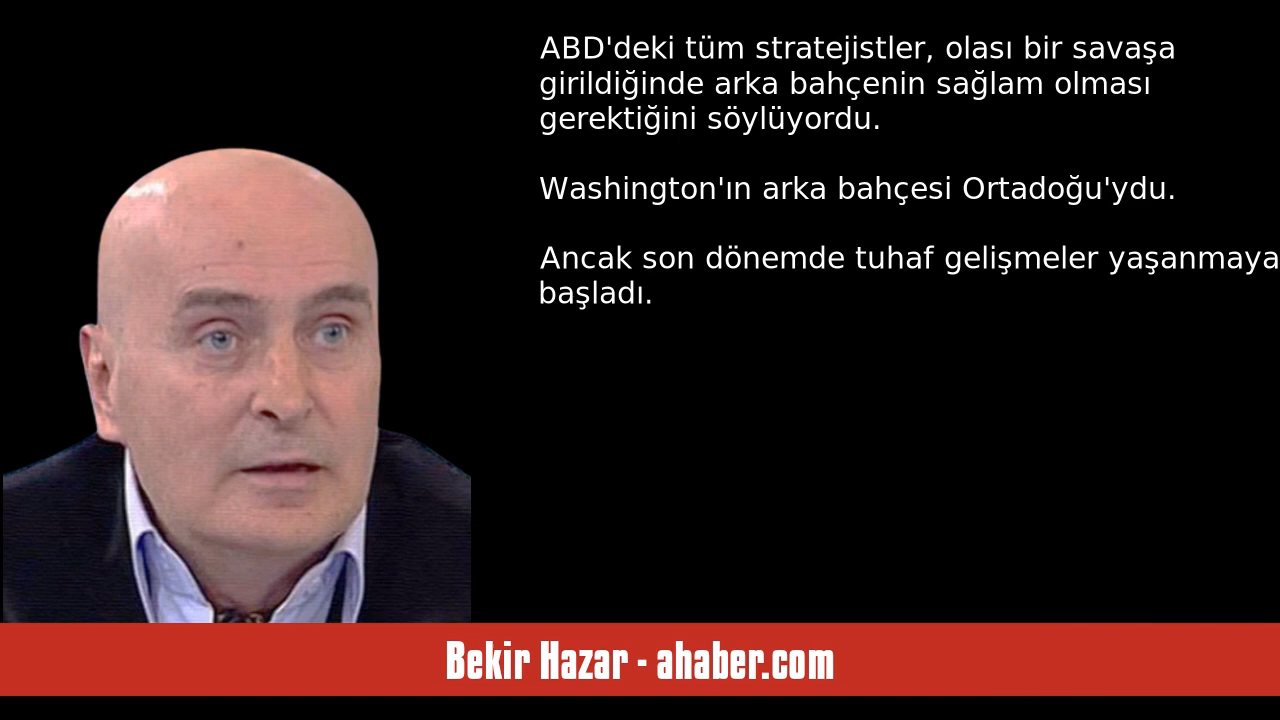 ABD'deki tüm stratejistler, olası bir savaşa
girildiğinde arka bahçenin sağlam olması
gerektiğini söylüyordu.
Washington'ın arka bahçesi Ortadoğu'ydu.
Ancak son dönemde tuhaf gelişmeler yaşanmaya
başladı.
Bekir Hazar - ahaber.com